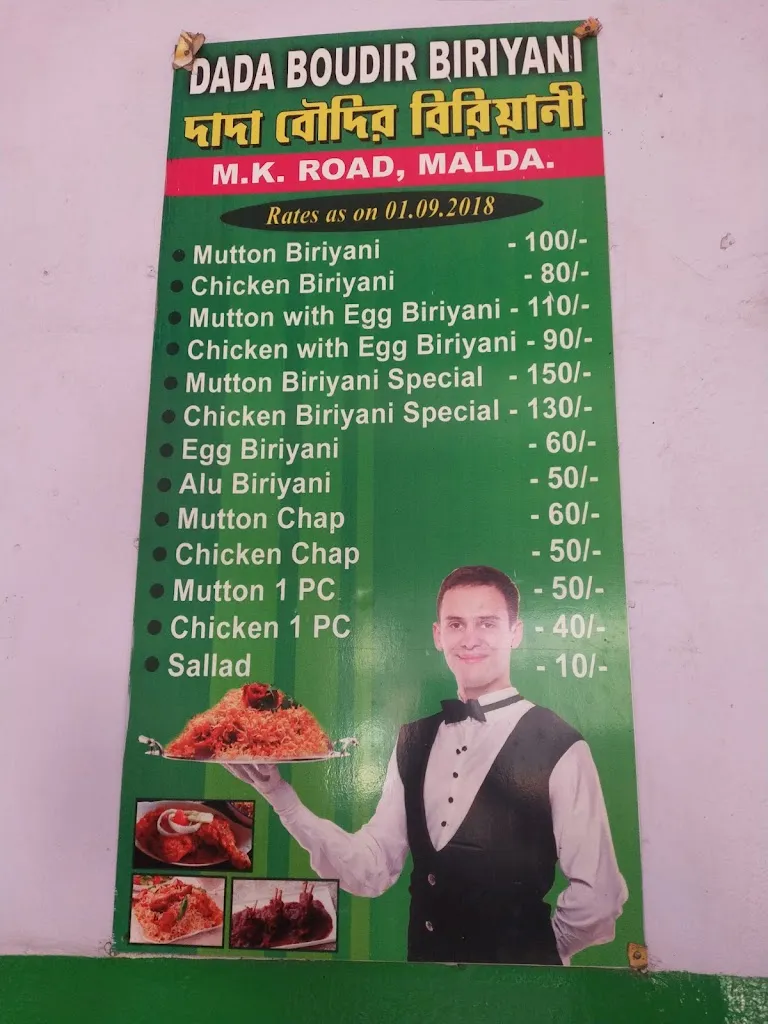 DADA BOUDIR BIRIYANI
দাদা বৌদির বিরিয়ানী
M.K. ROAD, MALDA.
Rates as on 01.09.2018
Mutton Biriyani - 100/-
Chicken Biriyani - 80/-
Mutton with Egg Biriyani - 110/-
Chicken with Egg Biriyani - 90/-
Mutton Biriyani Special - 150/-
Chicken Biriyani Special - 130/-
Egg Biriyani - 60/-
Alu Biriyani - 50/-
Mutton Chap - 60/-
Chicken Chap - 50/-
Mutton 1 PC - 50/-
Chicken 1 PC - 40/-
Sallad - 10/-